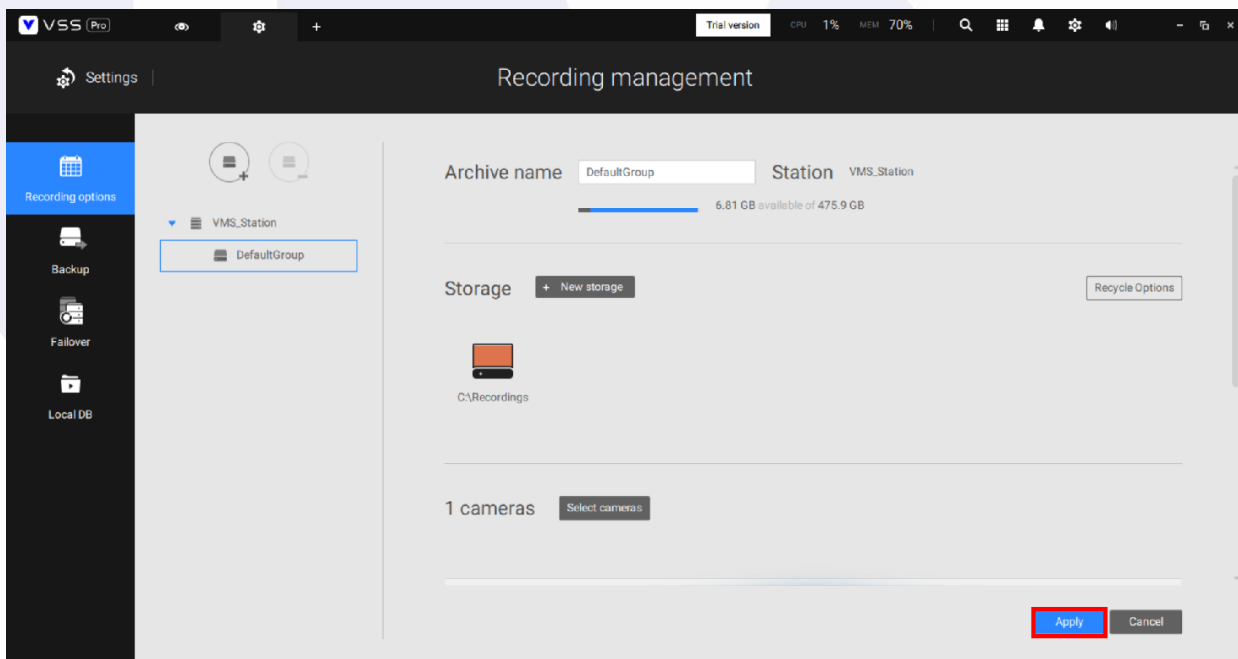 VSS Pro
Trial version CPU 1% MEM 70%
Settings
Recording management
Recording options
Backup
Failover
Local DB
VMS_Station
DefaultGroup
Archive name DefaultGroup Station VMS_Station
6.81 GB available of 475.9 GB
Storage + New storage Recycle Options
C:\Recordings
1 cameras Select cameras
Apply Cancel